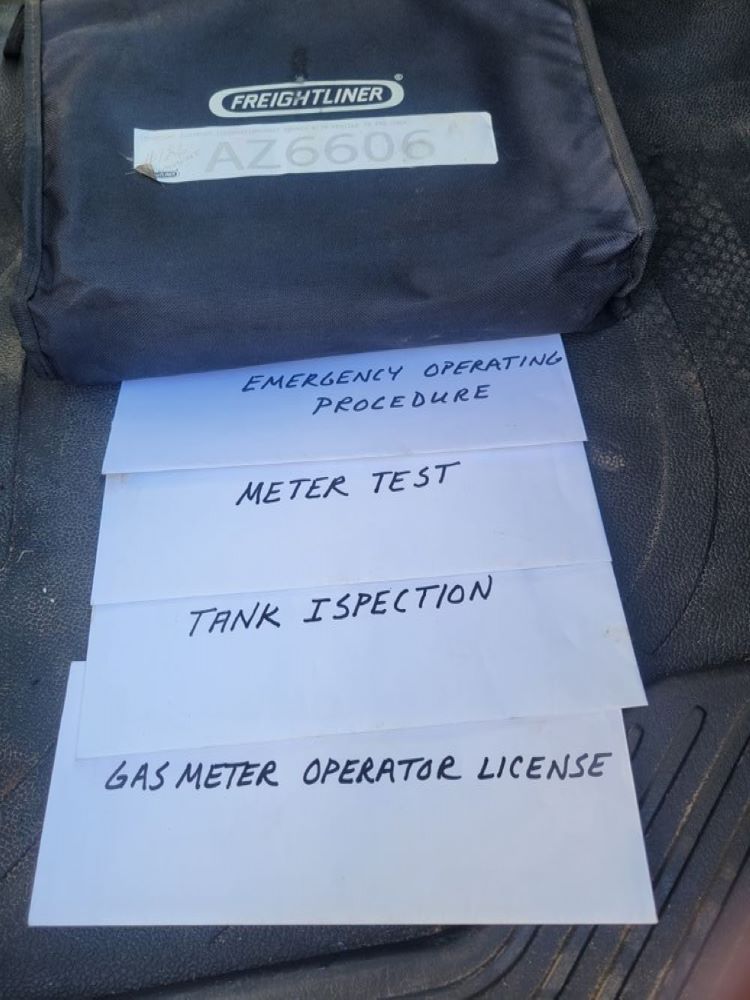 FREIGHTLINER
AZ6606
EMERGENCY OPERATING
PROCEDURE
METER TEST
TANK ISPECTION
GAS METER OPERATOR LICENSE